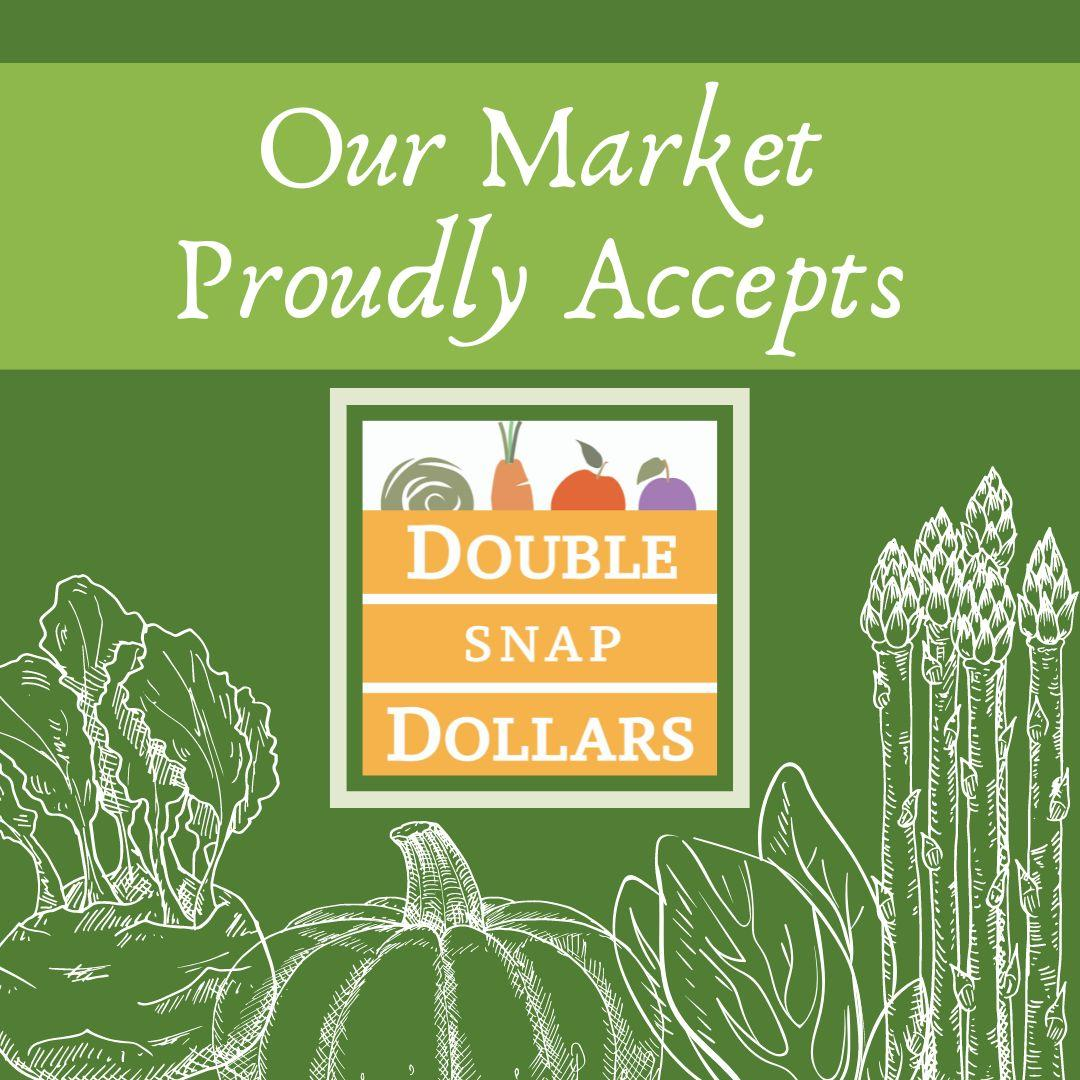 Our Market
Proudly Accepts
DOUBLE
SNAP
DOLLARS